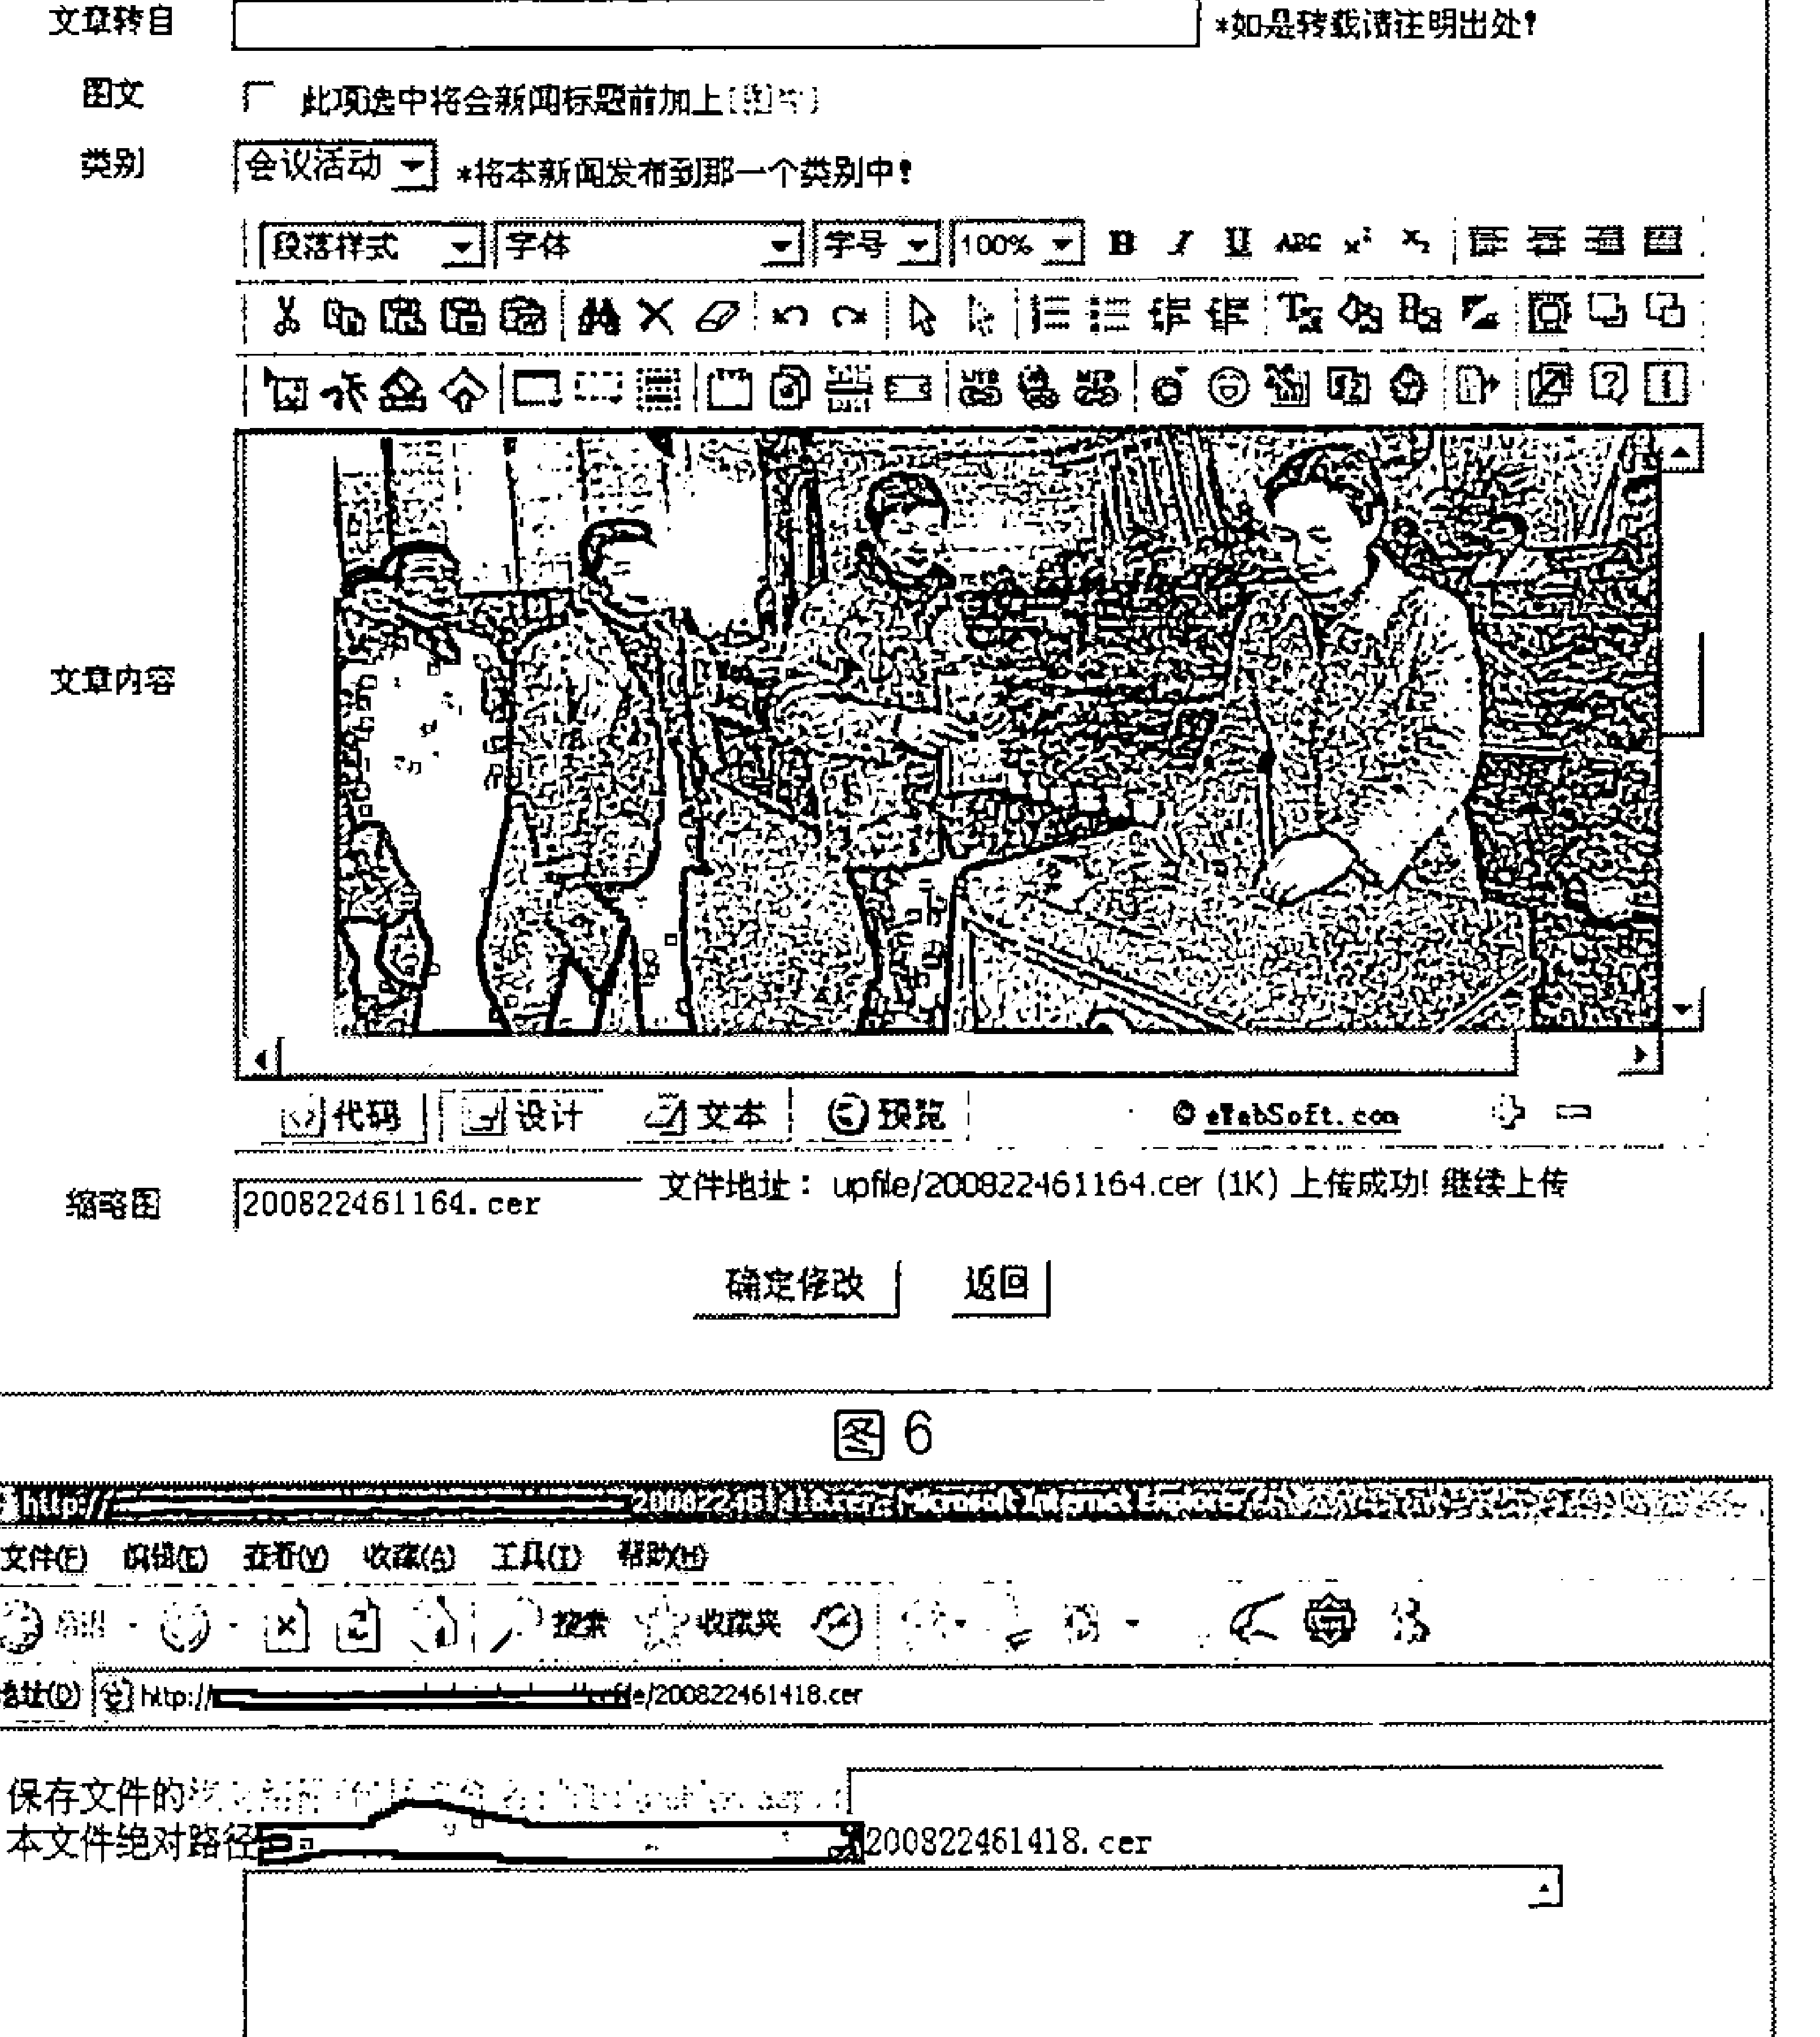 文章转自 *如是转载请注明出处!
图文 此项选中将会新闻标题前加上
类别 会议活动 *将本新闻发布到那一个类别中!
段落样式 字体 字号 100% B I U ABC x² x₂
文章内容
代码 设计 文本 预览 © eWebSoft.com
缩略图 200822461164.cer 文件地址： upfile/200822461164.cer (1K) 上传成功! 继续上传
确定修改 返回
图 6
http:// 200822461418.cer - Microsoft Internet Explorer
文件(F) 编辑(E) 查看(V) 收藏(A) 工具(T) 帮助(H)
搜索 收藏夹
地址(D) http:// e/200822461418.cer
保存文件的
本文件绝对路径 200822461418.cer